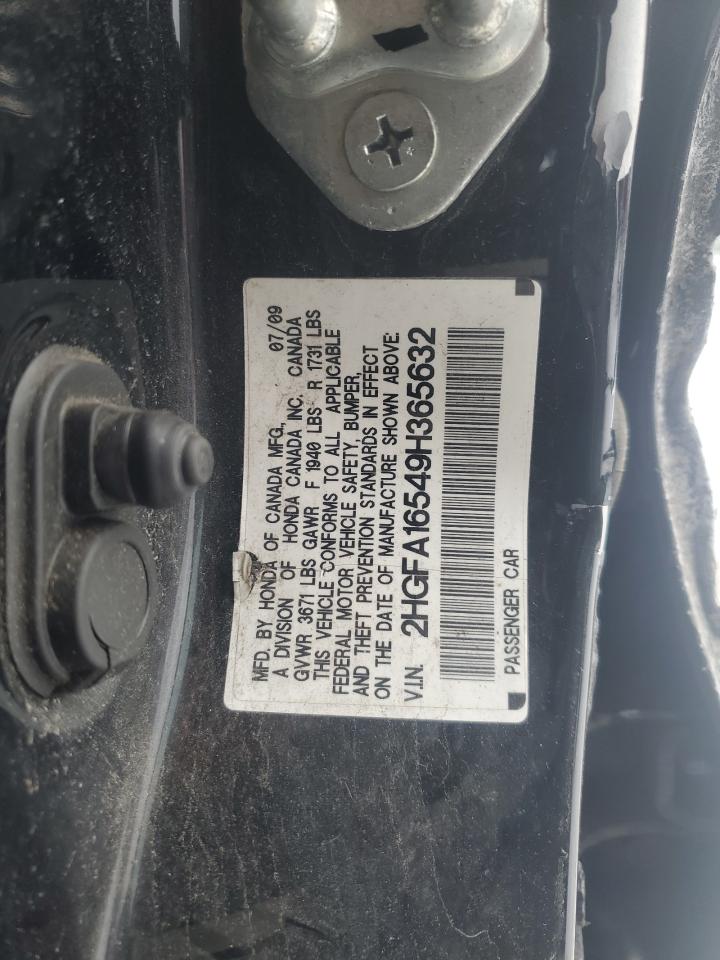 MFD. BY HONDA OF CANADA MFG., 07/09
A DIVISION OF HONDA CANADA INC. CANADA
GVWR 3671 LBS GAWR F 1940 LBS R 1731 LBS
THIS VEHICLE CONFORMS TO ALL APPLICABLE
FEDERAL MOTOR VEHICLE SAFETY, BUMPER,
AND THEFT PREVENTION STANDARDS IN EFFECT
ON THE DATE OF MANUFACTURE SHOWN ABOVE.
V.I.N. 2HGFA16549H365632
PASSENGER CAR